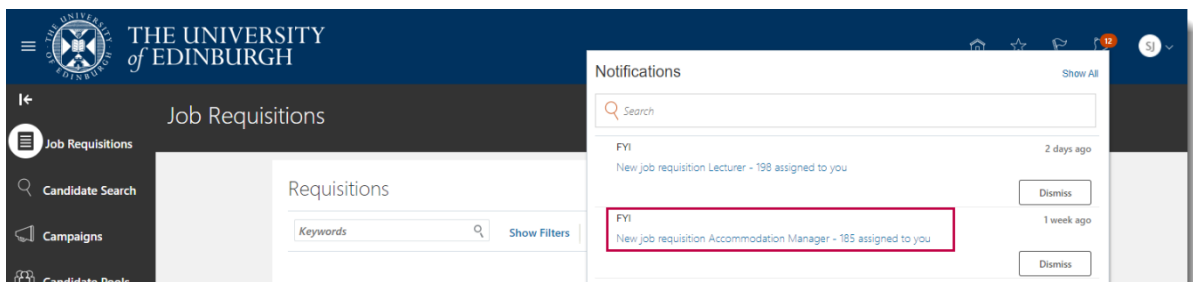 THE UNIVERSITY
of EDINBURGH
12
SJ
Job Requisitions
Job Requisitions
Candidate Search
Campaigns
Candidate Pools
Requisitions
Keywords
Show Filters
Notifications
Show All
Search
FYI
2 days ago
New job requisition Lecturer - 198 assigned to you
Dismiss
FYI
1 week ago
New job requisition Accommodation Manager - 185 assigned to you
Dismiss